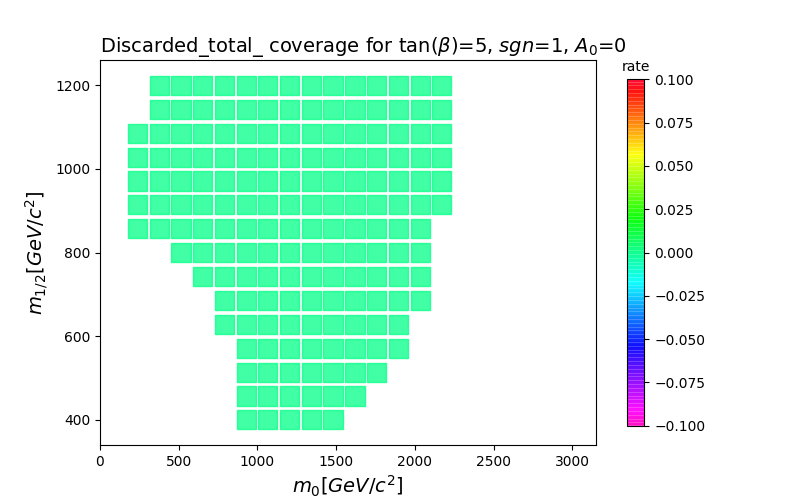 Discarded_total_ coverage for tan(β)=5, sgn=1, A₀=0
rate
0.100
0.075
0.050
0.025
0.000
−0.025
−0.050
−0.075
−0.100
1200
1000
800
600
400
m₁/₂[GeV/c²]
0 500 1000 1500 2000 2500 3000
m₀[GeV/c²]